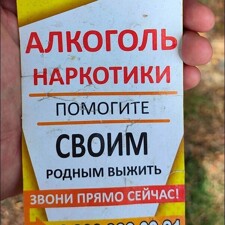 АЛКОГОЛЬ
НАРКОТИКИ
ПОМОГИТЕ
СВОИМ
РОДНЫМ ВЫЖИТЬ
ЗВОНИ ПРЯМО СЕЙЧАС!